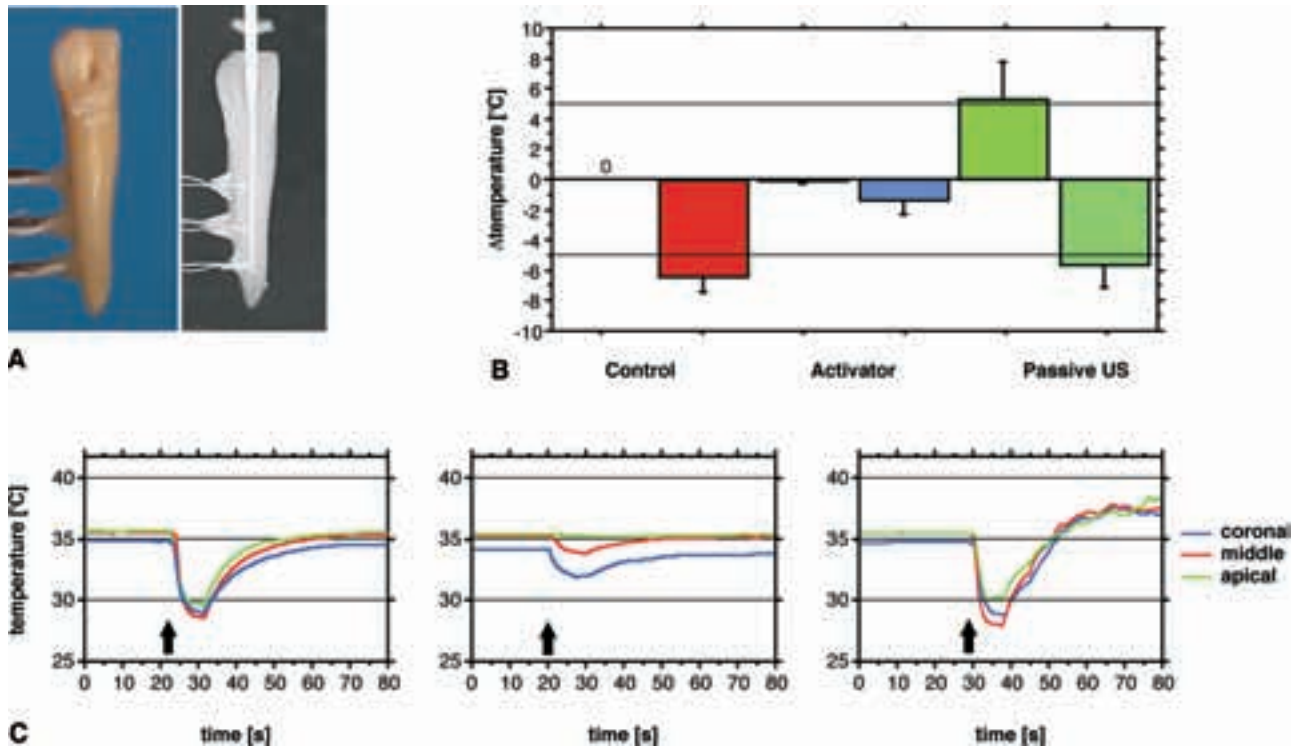 A
B
Δtemperature [°C]
10
8
6
4
2
0
-2
-4
-6
-8
-10
0
Control
Activator
Passive US
C
temperature [°C]
40
35
30
25
0 10 20 30 40 50 60 70 80
time [s]
40
35
30
25
0 10 20 30 40 50 60 70 80
time [s]
40
35
30
25
0 10 20 30 40 50 60 70 80
time [s]
coronal
middle
apical